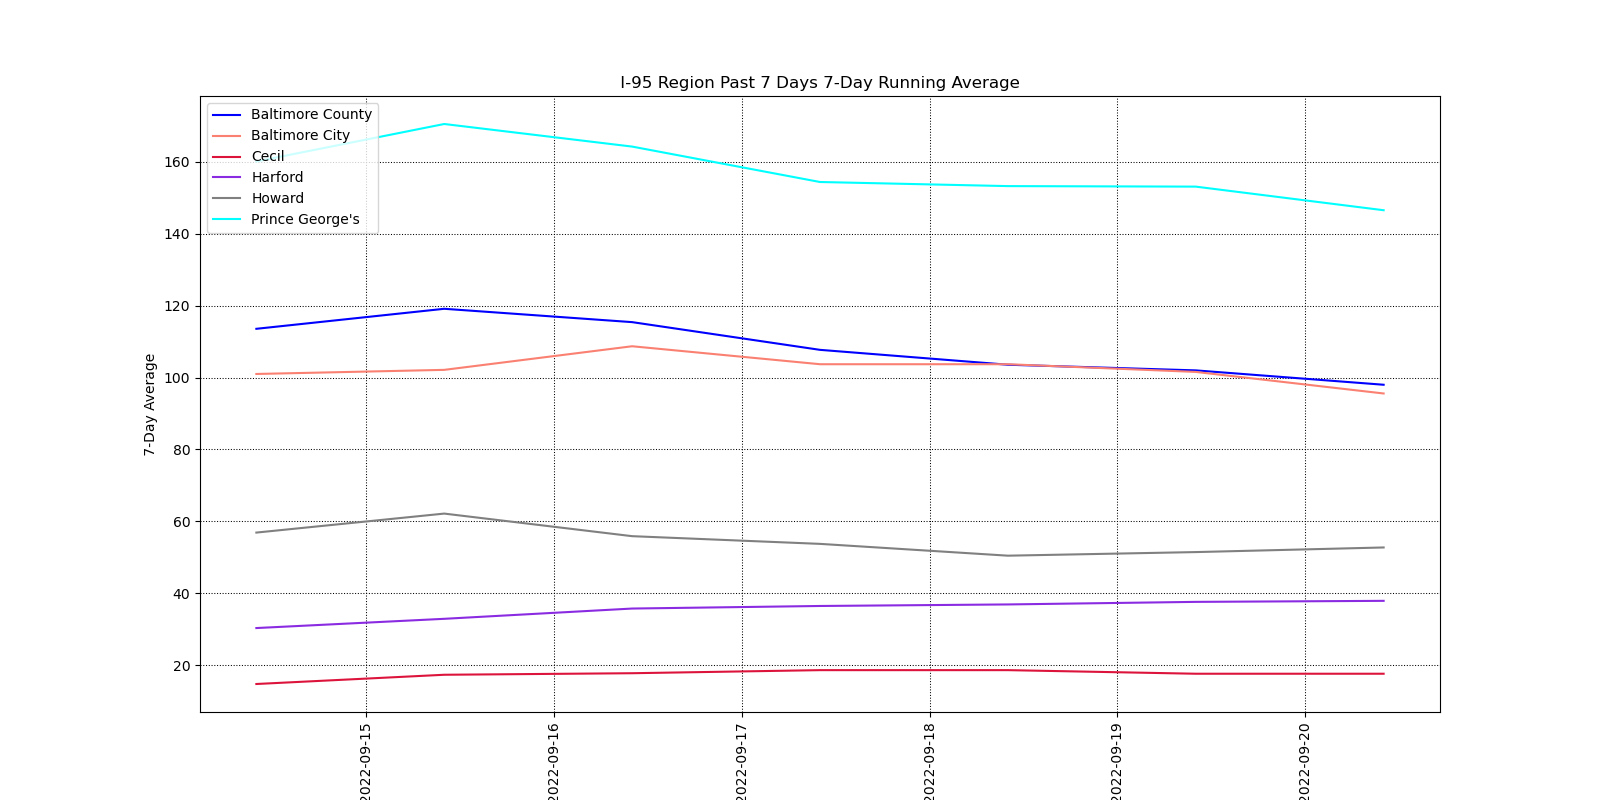 I-95 Region Past 7 Days 7-Day Running Average
Baltimore County
Baltimore City
Cecil
Harford
Howard
Prince George's
160
140
120
100
80
60
40
20
7-Day Average
2022-09-15
2022-09-16
2022-09-17
2022-09-18
2022-09-19
2022-09-20